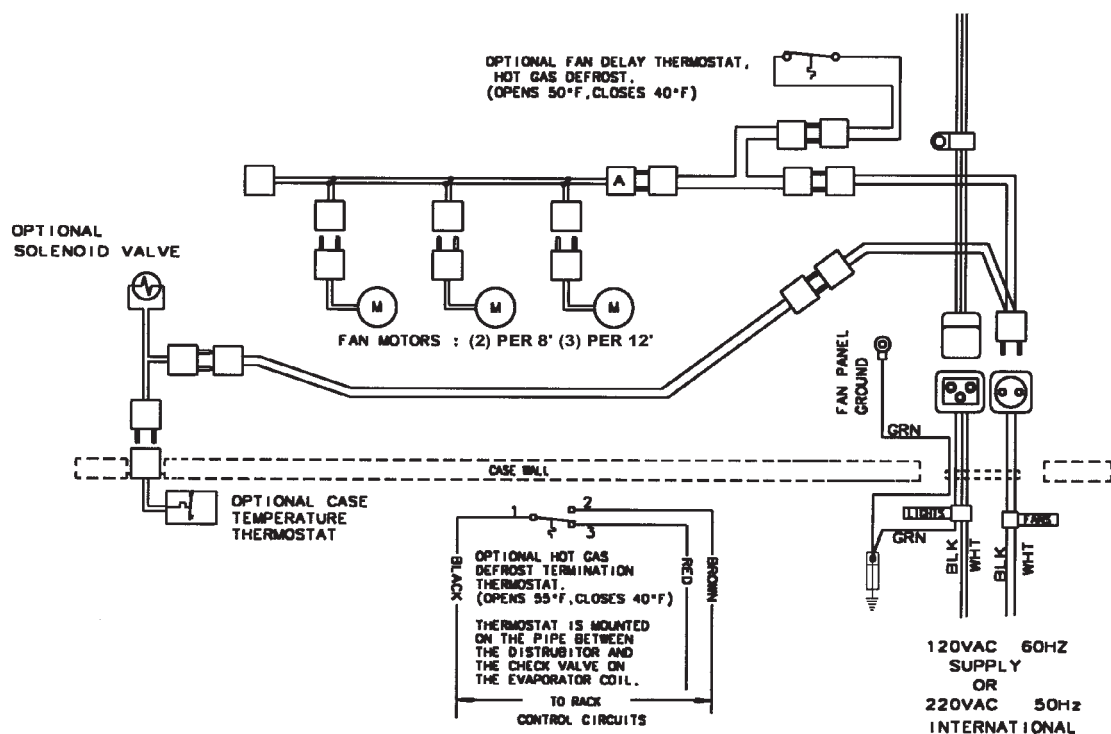 OPTIONAL FAN DELAY THERMOSTAT,
HOT GAS DEFROST.
(OPENS 50°F,CLOSES 40°F)
A
OPTIONAL
SOLENOID VALVE
M
M
M
FAN MOTORS : (2) PER 8' (3) PER 12'
FAN PANEL
GROUND
GRN
CASE WALL
OPTIONAL CASE
TEMPERATURE
THERMOSTAT
1
2
3
BLACK
RED
BROWN
OPTIONAL HOT GAS
DEFROST TERMINATION
THERMOSTAT.
(OPENS 55°F,CLOSES 40°F)
THERMOSTAT IS MOUNTED
ON THE PIPE BETWEEN
THE DISTRUBITOR AND
THE CHECK VALVE ON
THE EVAPORATOR COIL.
TO RACK
CONTROL CIRCUITS
LIGHTS
FANS
GRN
BLK
WHT
BLK
WHT
120VAC 60HZ
SUPPLY
OR
220VAC 50Hz
INTERNATIONAL